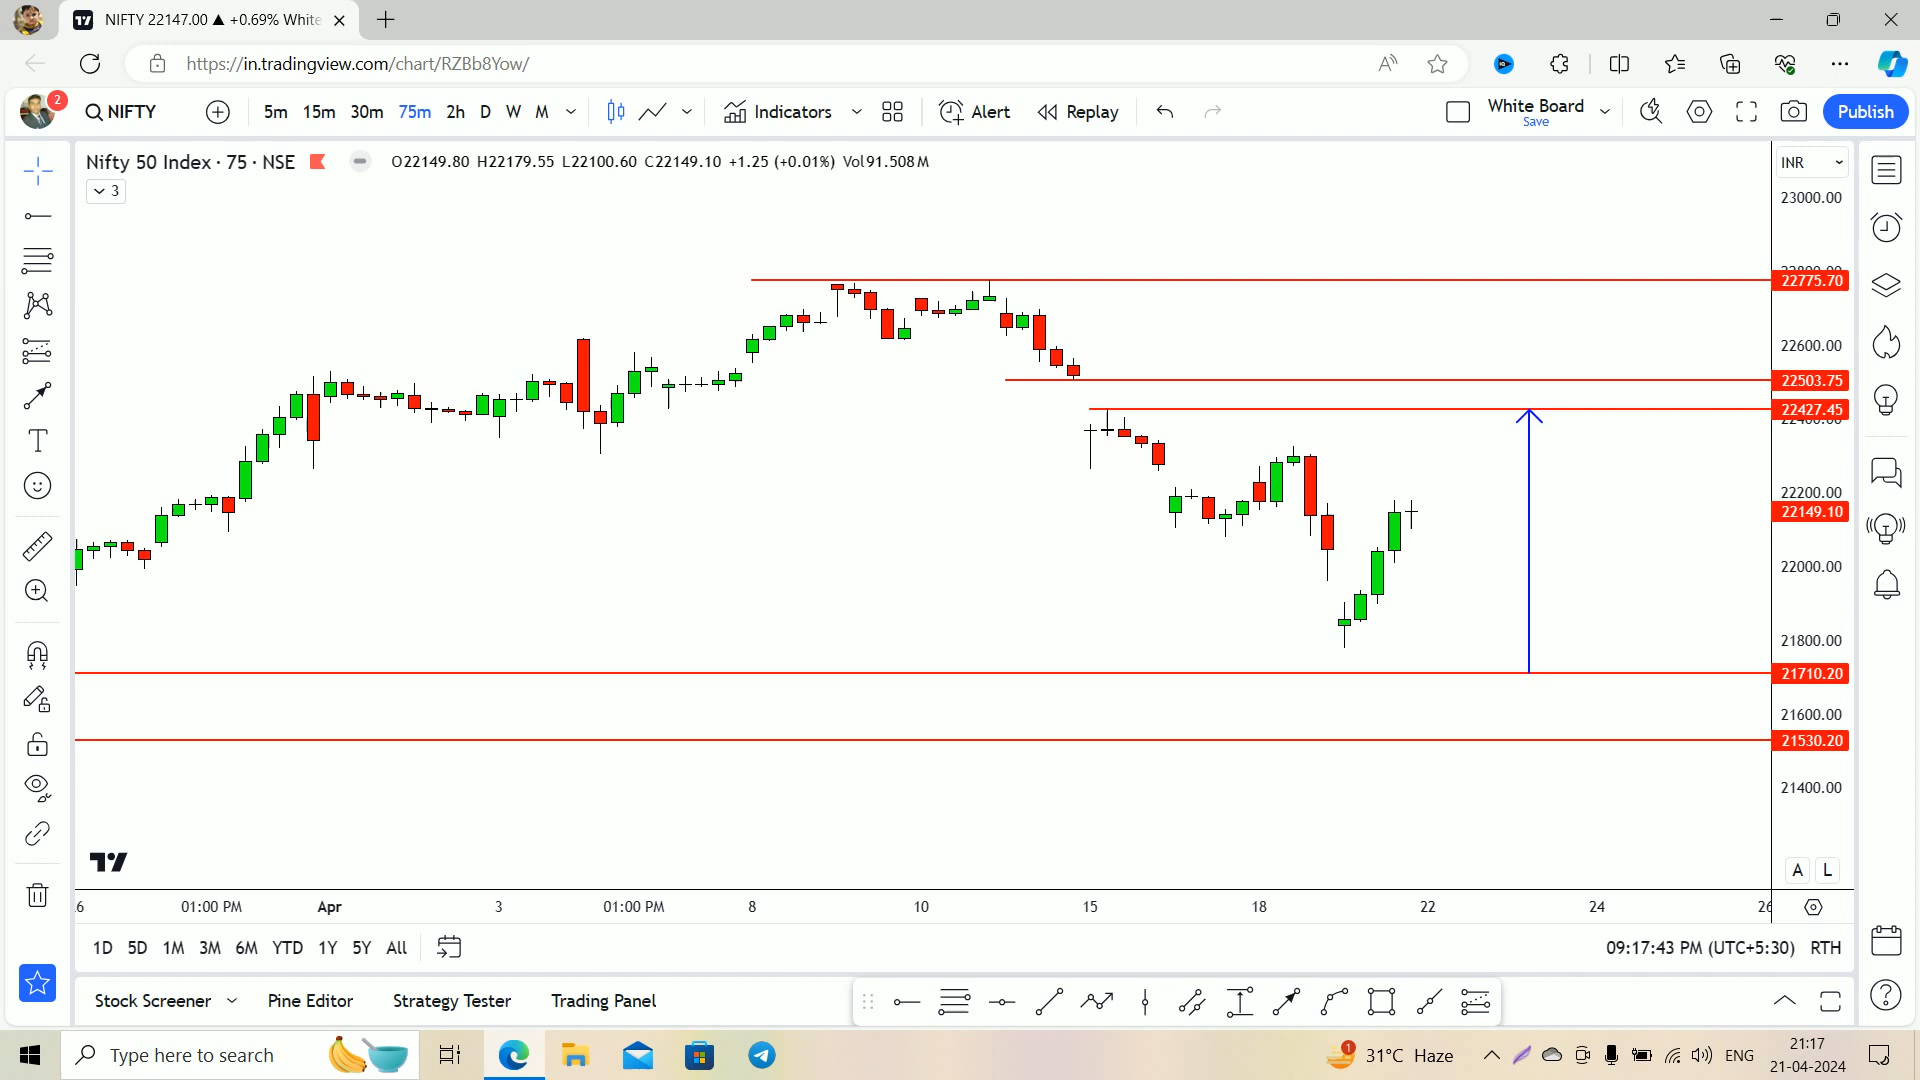 NIFTY 22147.00 ▲ +0.69% White
https://in.tradingview.com/chart/RZBb8Yow/
2
NIFTY 5m 15m 30m 75m 2h D W M Indicators Alert Replay White Board Publish
Save
Nifty 50 Index · 75 · NSE O22149.80 H22179.55 L22100.60 C22149.10 +1.25 (+0.01%) Vol91.508M
INR
3
23000.00
22775.70
22600.00
22503.75
22427.45
22400.00
22200.00
22149.10
22000.00
21800.00
21710.20
21600.00
21530.20
21400.00
A L
6 01:00 PM Apr 3 01:00 PM 8 10 15 18 22 24 26
1D 5D 1M 3M 6M YTD 1Y 5Y All 09:17:43 PM (UTC+5:30) RTH
Stock Screener Pine Editor Strategy Tester Trading Panel
Type here to search 1 31°C Haze ENG 21:17
21-04-2024